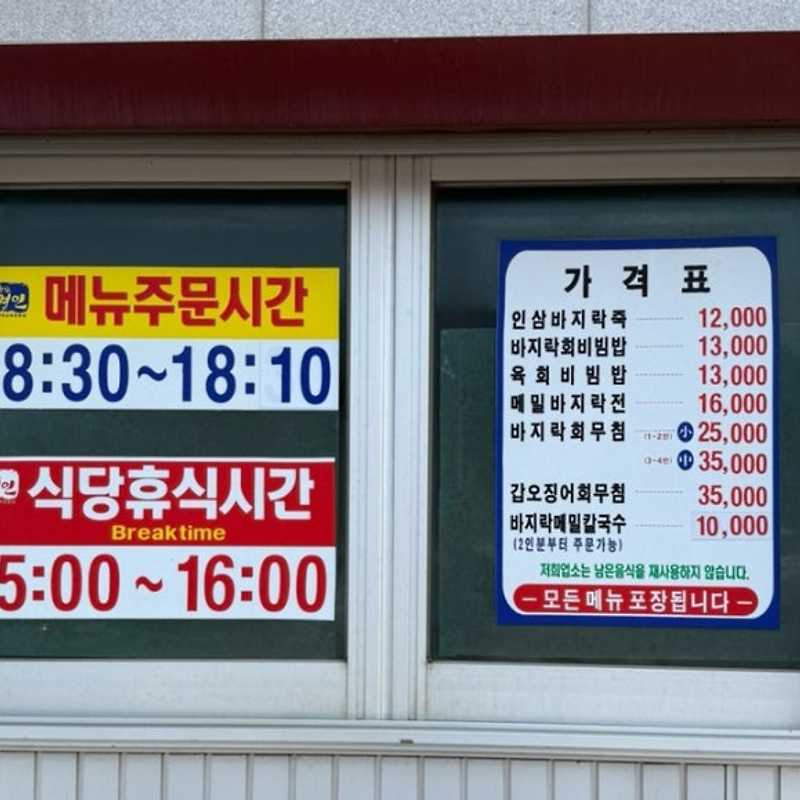 메뉴주문시간
8:30~18:10
식당휴식시간
Breaktime
5:00 ~ 16:00
가격표
인삼바지락죽 12,000
바지락회비빔밥 13,000
육회비빔밥 13,000
메밀바지락전 16,000
바지락회무침 (1-2인) 小 25,000
(3-4인) 中 35,000
갑오징어회무침 35,000
바지락메밀칼국수 10,000
(2인분부터 주문가능)
저희업소는 남은음식을 재사용하지 않습니다.
- 모든 메뉴 포장됩니다 -